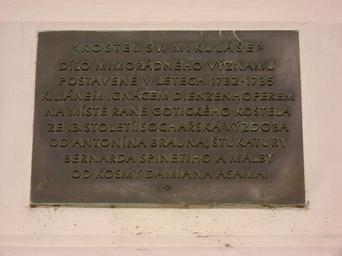 <KOSTEL SV. MIKULÁŠE>
DÍLO MIMOŘÁDNÉHO VÝZNAMU
POSTAVENÉ V LETECH 1732-1735
KILIÁNEM IGNÁCEM DIENZENHOFEREM
NA MÍSTĚ RANĚ GOTICKÉHO KOSTELA
ZE 13. STOLETÍ. SOCHAŘSKÁ VÝZDOBA
OD ANTONÍNA BRAUNA, ŠTUKATURY
BERNARDA SPINETIHO A MALBY
OD KOSMY DAMIANA ASAMA.